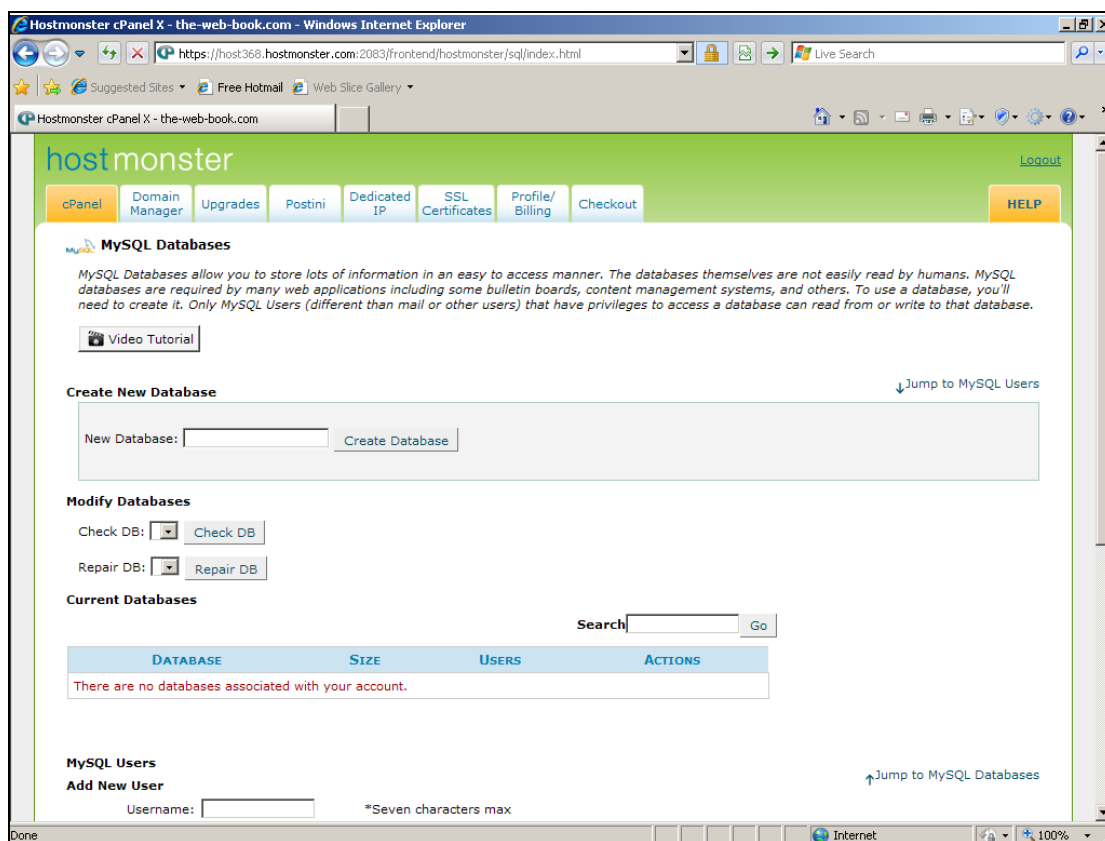 Hostmonster cPanel X - the-web-book.com - Windows Internet Explorer
https://host368.hostmonster.com:2083/frontend/hostmonster/sql/index.html
Live Search
Suggested Sites
Free Hotmail
Web Slice Gallery
Hostmonster cPanel X - the-web-book.com
hostmonster
Logout
cPanel
Domain
Manager
Upgrades
Postini
Dedicated
IP
SSL
Certificates
Profile/
Billing
Checkout
HELP
MySQL Databases
MySQL Databases allow you to store lots of information in an easy to access manner. The databases themselves are not easily read by humans. MySQL
databases are required by many web applications including some bulletin boards, content management systems, and others. To use a database, you'll
need to create it. Only MySQL Users (different than mail or other users) that have privileges to access a database can read from or write to that database.
Video Tutorial
Jump to MySQL Users
Create New Database
New Database:
Create Database
Modify Databases
Check DB:
Check DB
Repair DB:
Repair DB
Current Databases
Search
Go
DATABASE SIZE USERS ACTIONS
There are no databases associated with your account.
MySQL Users
Jump to MySQL Databases
Add New User
Username: *Seven characters max
Done
Internet
100%